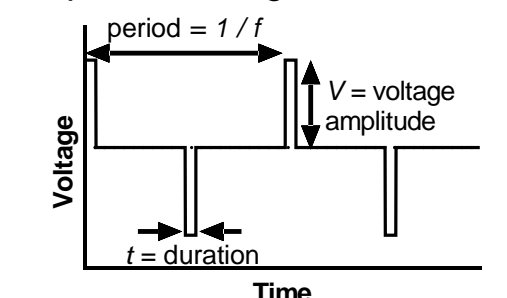 period = 1 / f
V = voltage
amplitude
Voltage
t = duration
Time